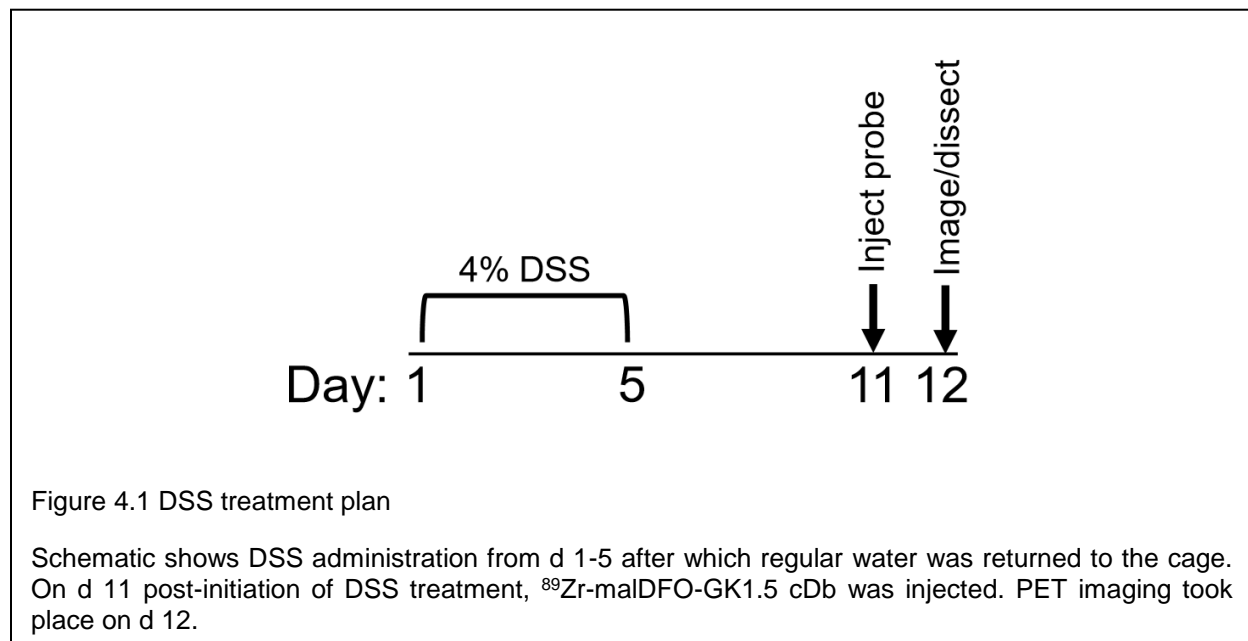 Inject probe
Image/dissect
4% DSS
Day: 1 5 11 12
Figure 4.1 DSS treatment plan
Schematic shows DSS administration from d 1-5 after which regular water was returned to the cage.
On d 11 post-initiation of DSS treatment, ⁸⁹Zr-malDFO-GK1.5 cDb was injected. PET imaging took
place on d 12.